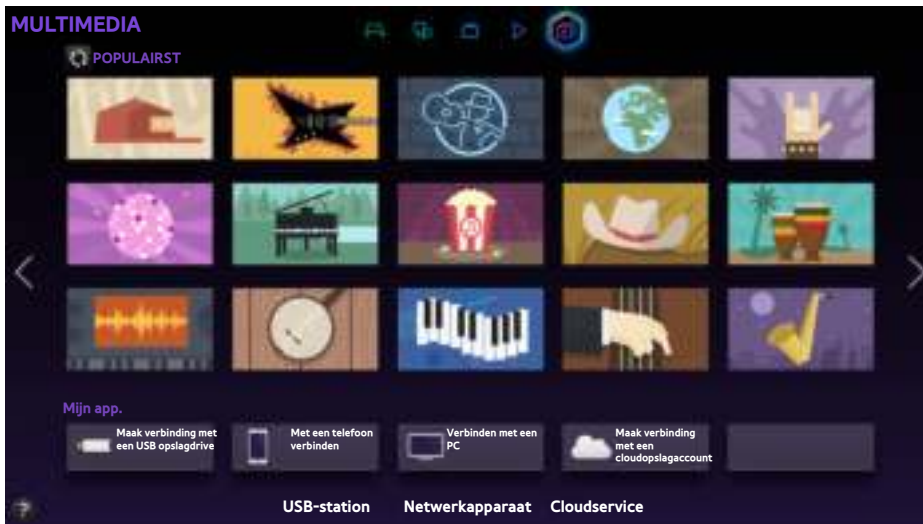 MULTIMEDIA
POPULAIRST
Mijn app.
Maak verbinding met
een USB opslagdrive
Met een telefoon
verbinden
Verbinden met een
PC
Maak verbinding
met een
cloudopslagaccount
?
USB-station Netwerkapparaat Cloudservice